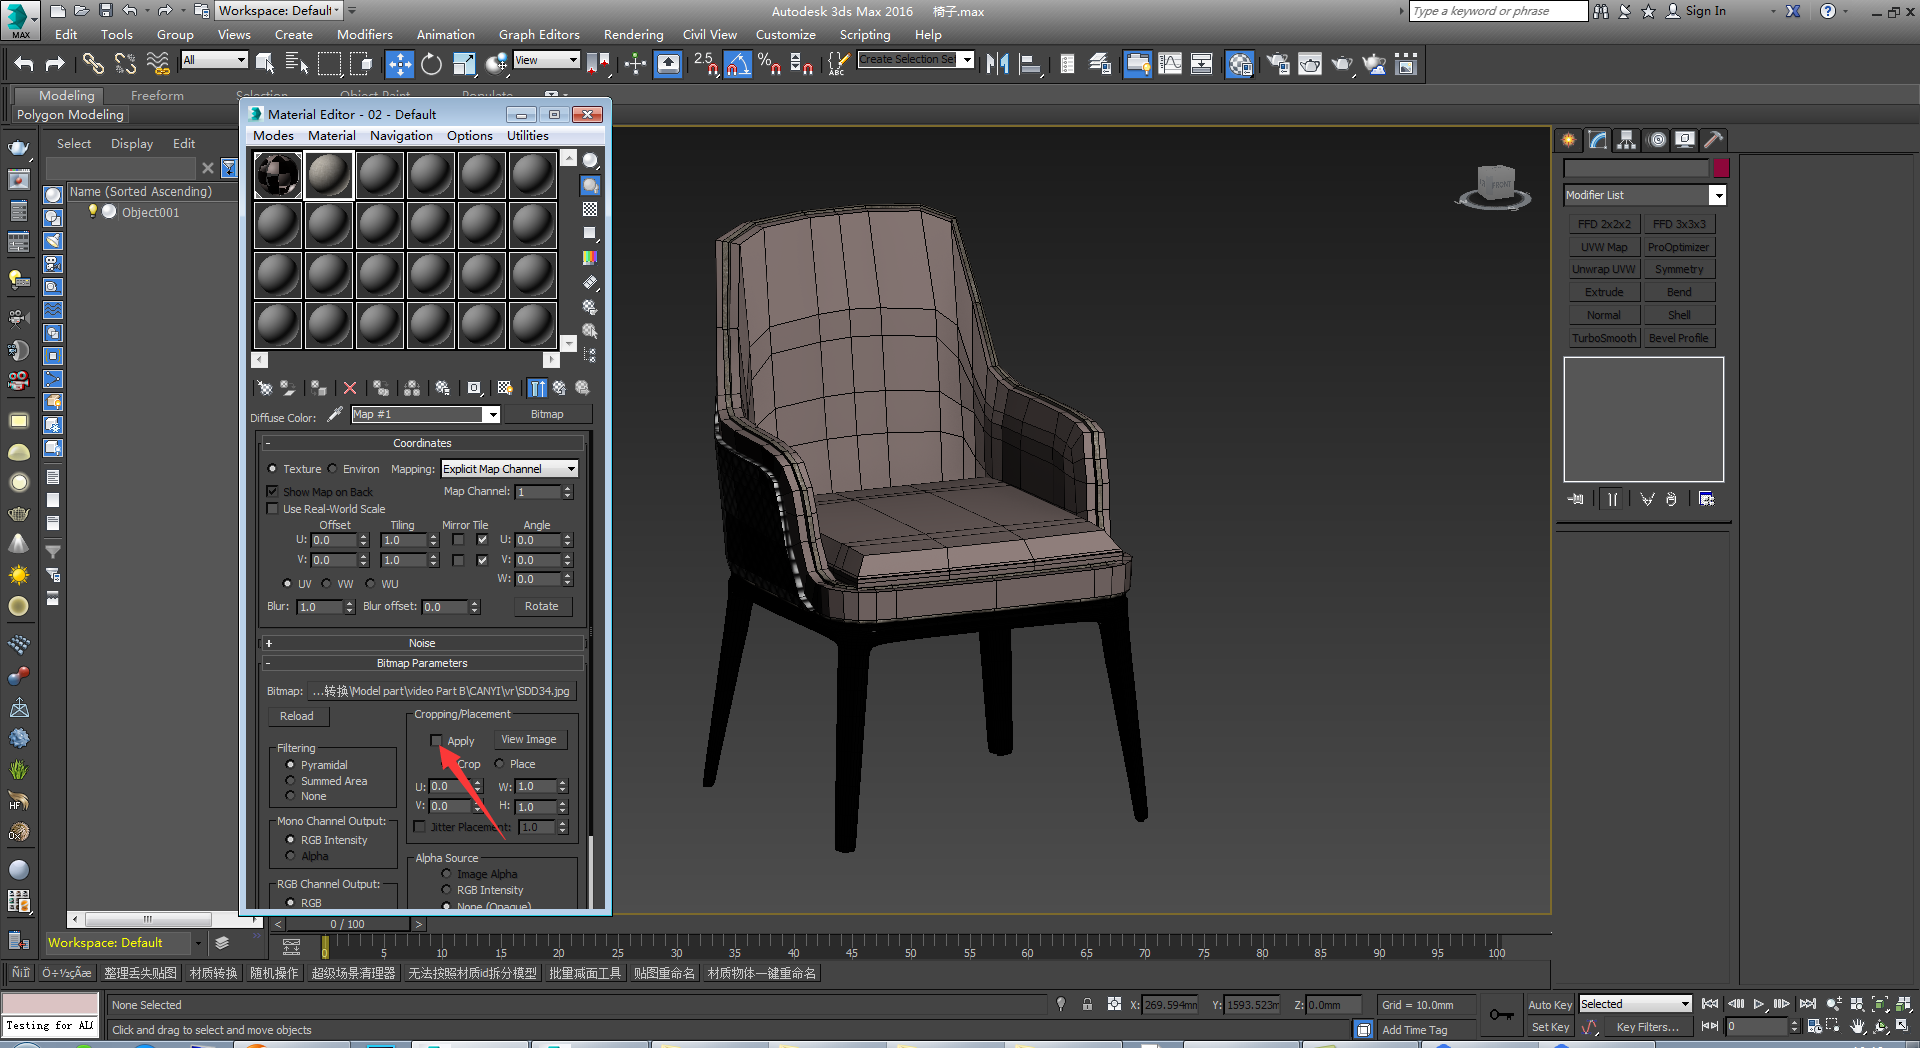 Workspace: Default
Autodesk 3ds Max 2016 椅子.max
Type a keyword or phrase
Sign In
MAX
Edit Tools Group Views Create Modifiers Animation Graph Editors Rendering Civil View Customize Scripting Help
All
View
2.5
Create Selection Se
Modeling Freeform Selection Object Paint Populate
Polygon Modeling
Select Display Edit
Name (Sorted Ascending)
Object001
Material Editor - 02 - Default
Modes Material Navigation Options Utilities
Diffuse Color: Map #1 Bitmap
- Coordinates
Texture Environ Mapping: Explicit Map Channel
Show Map on Back Map Channel: 1
Use Real-World Scale
Offset Tiling Mirror Tile Angle
U: 0.0 1.0 U: 0.0
V: 0.0 1.0 V: 0.0
W: 0.0
UV VW WU
Blur: 1.0 Blur offset: 0.0 Rotate
+ Noise
- Bitmap Parameters
Bitmap: ...转换\Model part\video Part B\CANYI\vr\SDD34.jpg
Reload
Cropping/Placement
Apply View Image
Crop Place
U: 0.0 W: 1.0
V: 0.0 H: 1.0
Jitter Placement: 1.0
Filtering
Pyramidal
Summed Area
None
Mono Channel Output:
RGB Intensity
Alpha
RGB Channel Output:
RGB
Alpha Source
Image Alpha
RGB Intensity
None (Opaque)
FRONT
Modifier List
FFD 2x2x2 FFD 3x3x3
UVW Map ProOptimizer
Unwrap UVW Symmetry
Extrude Bend
Normal Shell
TurboSmooth Bevel Profile
HF
0 / 100
Workspace: Default
0 5 10 15 20 25 30 35 40 45 50 55 60 65 70 75 80 85 90 95 100
Ñïïì Ö÷½çÃæ 整理丢失贴图 材质转换 随机操作 超级场景清理器 无法按照材质id拆分模型 批量减面工具 贴图重命名 材质物体一键重命名
None Selected
X: 269.594mm Y: 1593.523m Z: 0.0mm Grid = 10.0mm
Auto Key Selected
Testing for ALl
Click and drag to select and move objects
Add Time Tag
Set Key Key Filters... 0